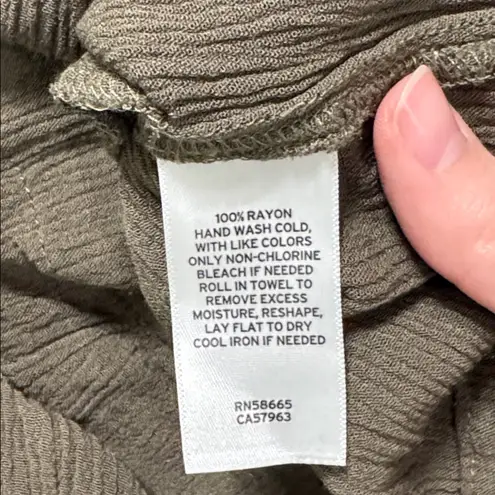 100% RAYON
HAND WASH COLD,
WITH LIKE COLORS
ONLY NON-CHLORINE
BLEACH IF NEEDED
ROLL IN TOWEL TO
REMOVE EXCESS
MOISTURE, RESHAPE,
LAY FLAT TO DRY
COOL IRON IF NEEDED
RN58665
CA57963